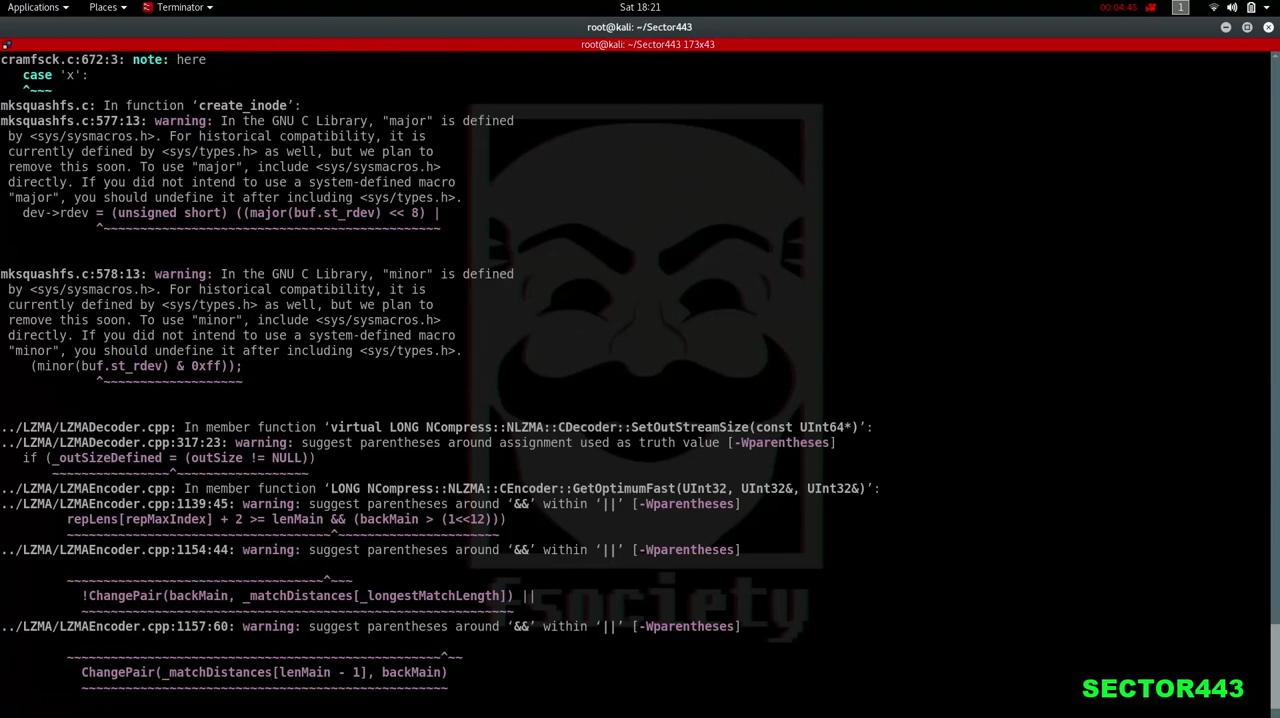 Applications Places Terminator Sat 18:21 00:04.45 1
root@kali: ~/Sector443
root@kali: ~/Sector443 173x43
cramfsck.c:672:3: note: here
case 'x':
^~~~
mksquashfs.c: In function ‘create_inode’:
mksquashfs.c:577:13: warning: In the GNU C Library, "major" is defined
by <sys/sysmacros.h>. For historical compatibility, it is
currently defined by <sys/types.h> as well, but we plan to
remove this soon. To use "major", include <sys/sysmacros.h>
directly. If you did not intend to use a system-defined macro
"major", you should undefine it after including <sys/types.h>.
dev->rdev = (unsigned short) ((major(buf.st_rdev) << 8) |
^~~~~~~~~~~~~~~~~~~~~~~~~~~~~~~~~~~~~~~~~~~~~~~
mksquashfs.c:578:13: warning: In the GNU C Library, "minor" is defined
by <sys/sysmacros.h>. For historical compatibility, it is
currently defined by <sys/types.h> as well, but we plan to
remove this soon. To use "minor", include <sys/sysmacros.h>
directly. If you did not intend to use a system-defined macro
"minor", you should undefine it after including <sys/types.h>.
(minor(buf.st_rdev) & 0xff));
^~~~~~~~~~~~~~~~~~~~
../LZMA/LZMADecoder.cpp: In member function ‘virtual LONG NCompress::NLZMA::CDecoder::SetOutStreamSize(const UInt64*)’:
../LZMA/LZMADecoder.cpp:317:23: warning: suggest parentheses around assignment used as truth value [-Wparentheses]
if (_outSizeDefined = (outSize != NULL))
~~~~~~~~~~~~~~~~^~~~~~~~~~~~~~~~~~~
../LZMA/LZMAEncoder.cpp: In member function ‘LONG NCompress::NLZMA::CEncoder::GetOptimumFast(UInt32, UInt32&, UInt32&)’:
../LZMA/LZMAEncoder.cpp:1139:45: warning: suggest parentheses around ‘&&’ within ‘||’ [-Wparentheses]
repLens[repMaxIndex] + 2 >= lenMain && (backMain > (1<<12)))
~~~~~~~~~~~~~~~~~~~~~~~~~~~~~~~~~~~~^~~~~~~~~~~~~~~~~~~~~~~
../LZMA/LZMAEncoder.cpp:1154:44: warning: suggest parentheses around ‘&&’ within ‘||’ [-Wparentheses]
~~~~~~~~~~~~~~~~~~~~~~~~~~~~~~~~~~~^~~~
!ChangePair(backMain, _matchDistances[_longestMatchLength]) ||
~~~~~~~~~~~~~~~~~~~~~~~~~~~~~~~~~~~~~~~~~~~~~~~~~~~~~~~~~~~
../LZMA/LZMAEncoder.cpp:1157:60: warning: suggest parentheses around ‘&&’ within ‘||’ [-Wparentheses]
~~~~~~~~~~~~~~~~~~~~~~~~~~~~~~~~~~~~~~~~~~~~~~~~~~~^~~
ChangePair(_matchDistances[lenMain - 1], backMain)
~~~~~~~~~~~~~~~~~~~~~~~~~~~~~~~~~~~~~~~~~~~~~~~~~~
fsociety
SECTOR443